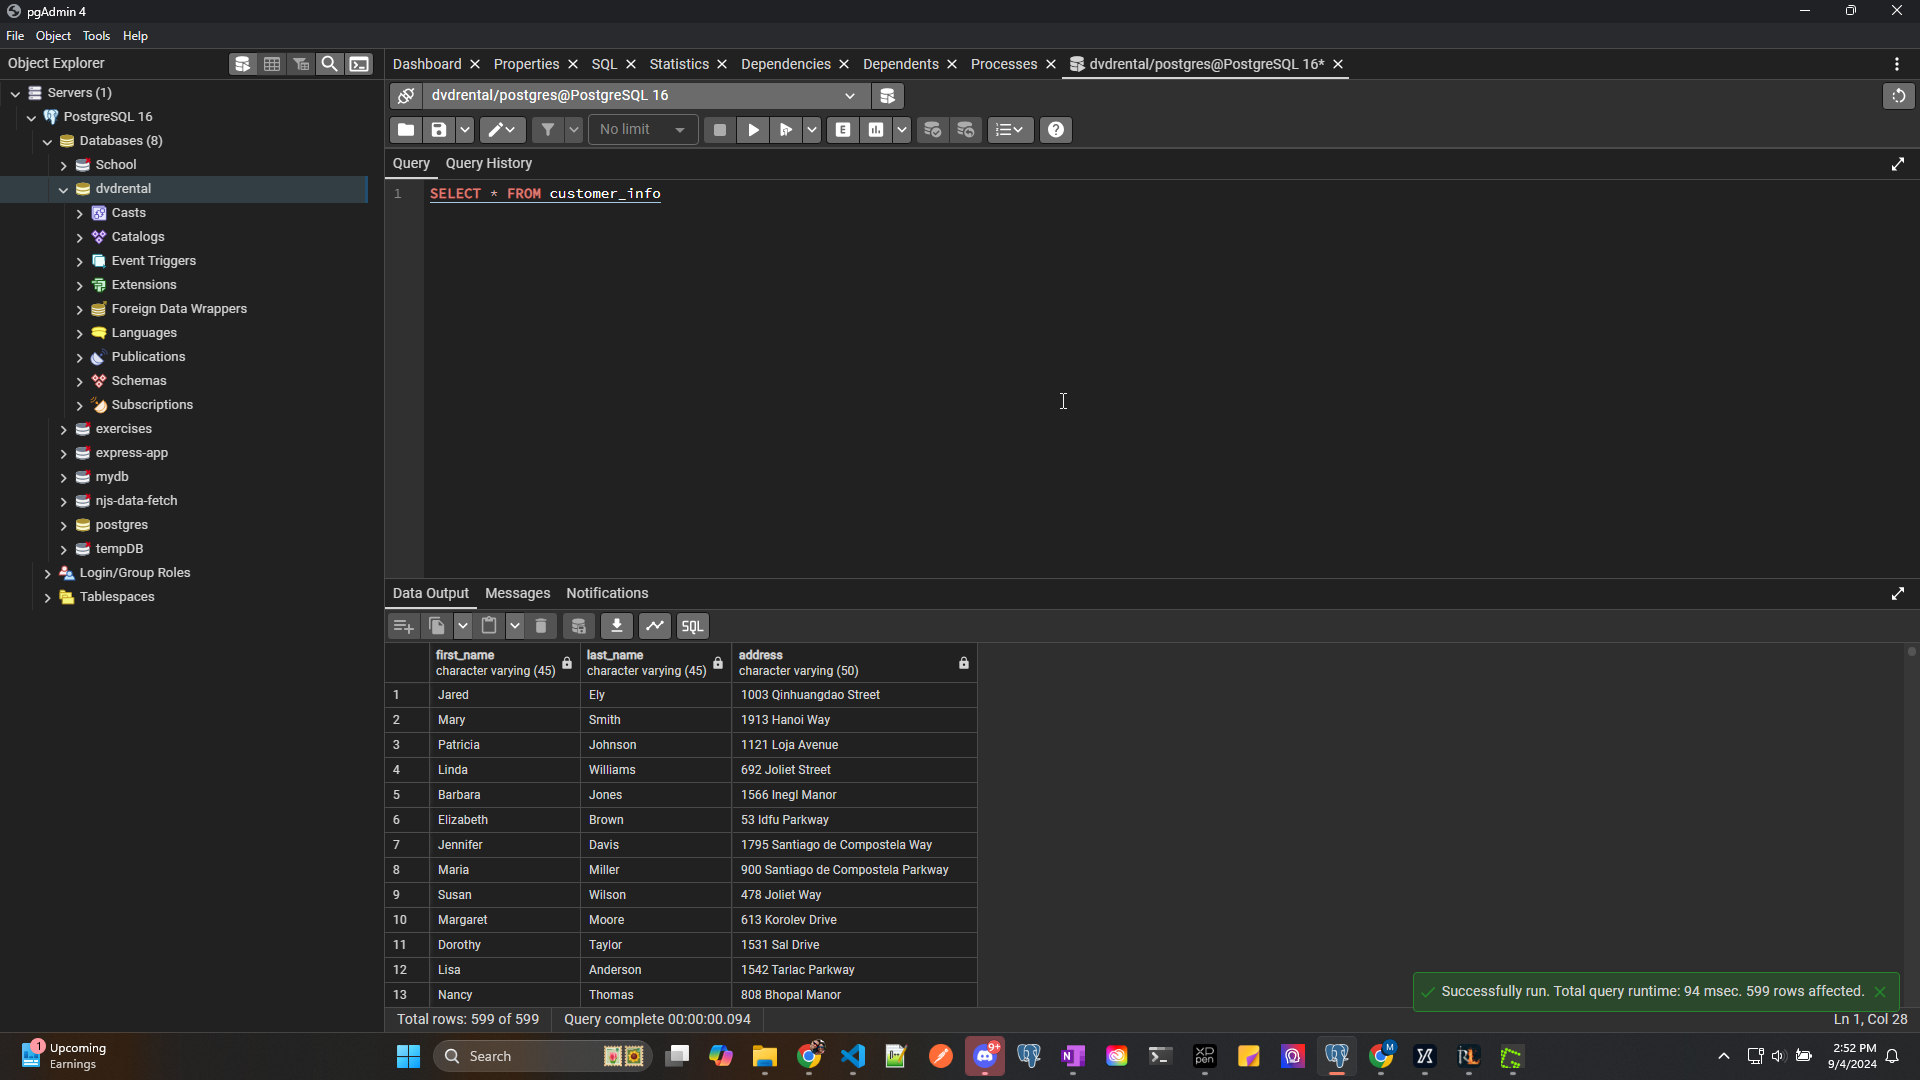 pgAdmin 4
File Object Tools Help
Object Explorer
Dashboard Properties SQL Statistics Dependencies Dependents Processes dvdrental/postgres@PostgreSQL 16*
Servers (1)
PostgreSQL 16
Databases (8)
School
dvdrental
Casts
Catalogs
Event Triggers
Extensions
Foreign Data Wrappers
Languages
Publications
Schemas
Subscriptions
exercises
express-app
mydb
njs-data-fetch
postgres
tempDB
Login/Group Roles
Tablespaces
dvdrental/postgres@PostgreSQL 16
No limit
E
Query Query History
1 SELECT * FROM customer_info
Data Output Messages Notifications
SQL
first_name last_name address
character varying (45) character varying (45) character varying (50)
1 Jared Ely 1003 Qinhuangdao Street
2 Mary Smith 1913 Hanoi Way
3 Patricia Johnson 1121 Loja Avenue
4 Linda Williams 692 Joliet Street
5 Barbara Jones 1566 Inegl Manor
6 Elizabeth Brown 53 Idfu Parkway
7 Jennifer Davis 1795 Santiago de Compostela Way
8 Maria Miller 900 Santiago de Compostela Parkway
9 Susan Wilson 478 Joliet Way
10 Margaret Moore 613 Korolev Drive
11 Dorothy Taylor 1531 Sal Drive
12 Lisa Anderson 1542 Tarlac Parkway
13 Nancy Thomas 808 Bhopal Manor
Successfully run. Total query runtime: 94 msec. 599 rows affected.
Total rows: 599 of 599 Query complete 00:00:00.094 Ln 1, Col 28
1 Upcoming
Earnings
Search
9+
N
XP
PEN
M
RL
2:52 PM
9/4/2024